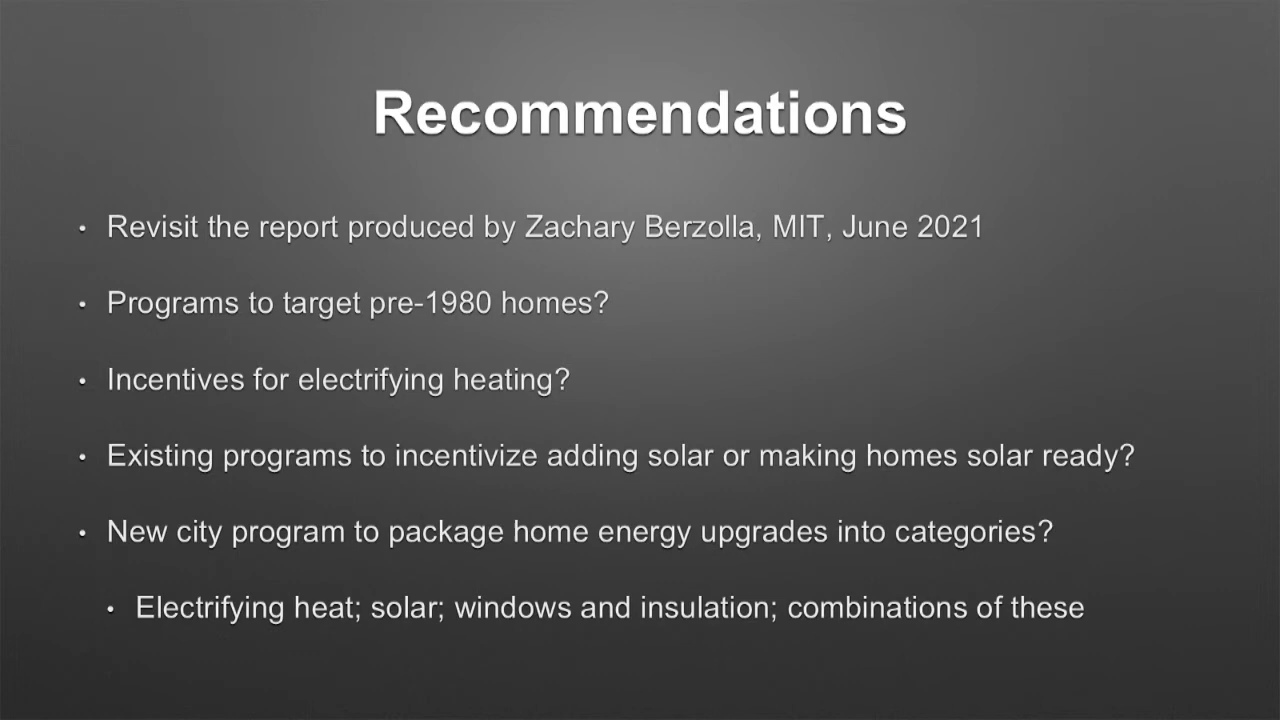 Recommendations
• Revisit the report produced by Zachary Berzolla, MIT, June 2021
• Programs to target pre-1980 homes?
• Incentives for electrifying heating?
• Existing programs to incentivize adding solar or making homes solar ready?
• New city program to package home energy upgrades into categories?
• Electrifying heat; solar; windows and insulation; combinations of these